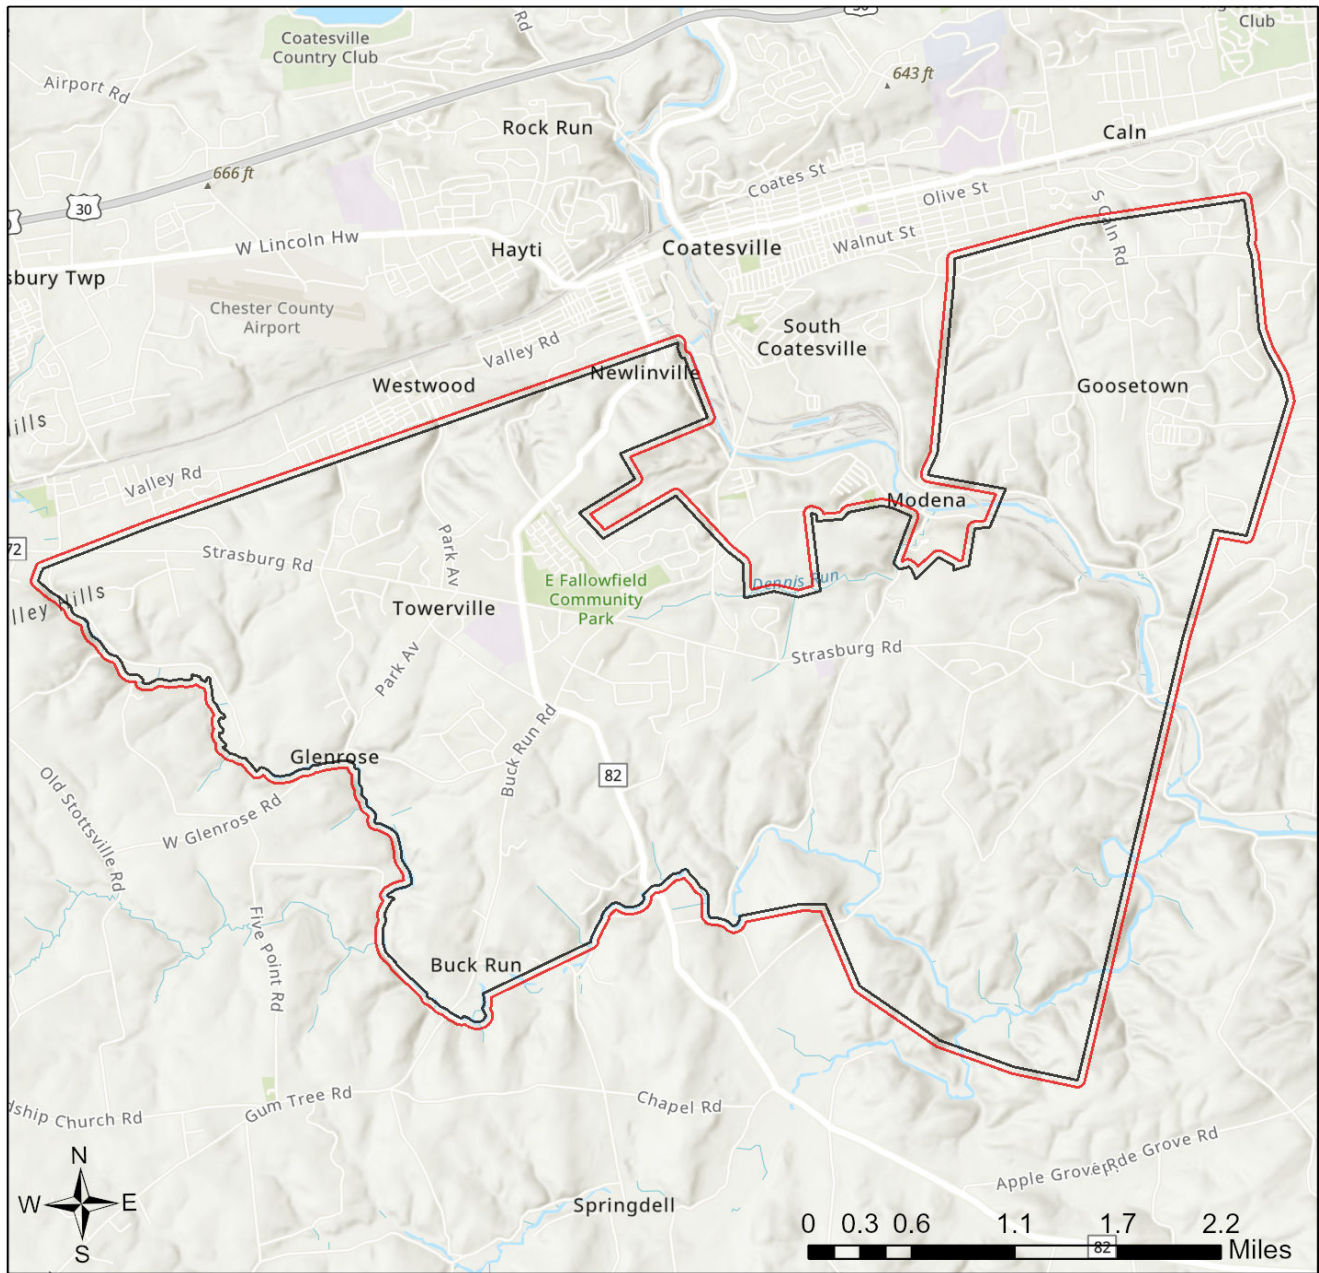 Rd
Club
Coatesville
Country Club
643 ft
Airport Rd
Rock Run
Caln
666 ft
Coates St
Olive St
30
S Caln Rd
W Lincoln Hw
Hayti
Coatesville
Walnut St
sbury Twp
Chester County
Airport
South
Coatesville
Valley Rd
Newlinville
Westwood
Goosetown
ills
Valley Rd
Modena
72
Strasburg Rd
Park Av
E Fallowfield
Community
Park
Dennis Run
lley Hills
Towerville
Strasburg Rd
Park Av
Buck Run Rd
Glenrose
82
Old Stottsville Rd
W Glenrose Rd
Five Point Rd
Buck Run
Gum Tree Rd
Chapel Rd
dship Church Rd
Apple Grove Rd
e Grove Rd
N
W E
S
Springdell
0 0.3 0.6 1.1 1.7 2.2
Miles
82